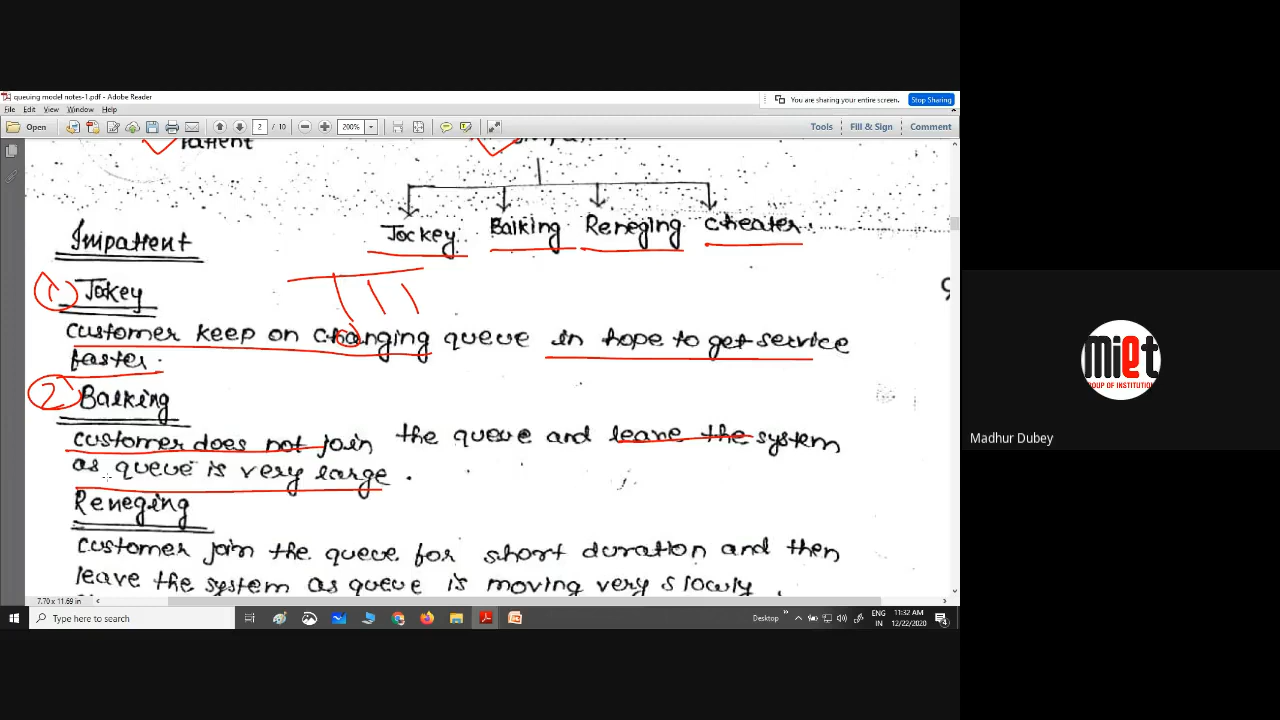 queuing model notes-1.pdf - Adobe Reader
File Edit View Window Help
You are sharing your entire screen. Stop Sharing
Open 2 / 10 200% Tools Fill & Sign Comment
Patient
Jockey Balking Reneging Cheater.
Impatient
1 Jokey
customer keep on changing queue in hope to get service
faster.
2 Balking
customer does not join the queue and leave the system
as queue is very large.
Reneging
customer join the queue for short duration and then
leave the system as queue is moving very slowly.
7.70 x 11.69 in
Type here to search
Desktop
ENG
IN
11:32 AM
12/22/2020
4
miet
GROUP OF INSTITUTION
Madhur Dubey